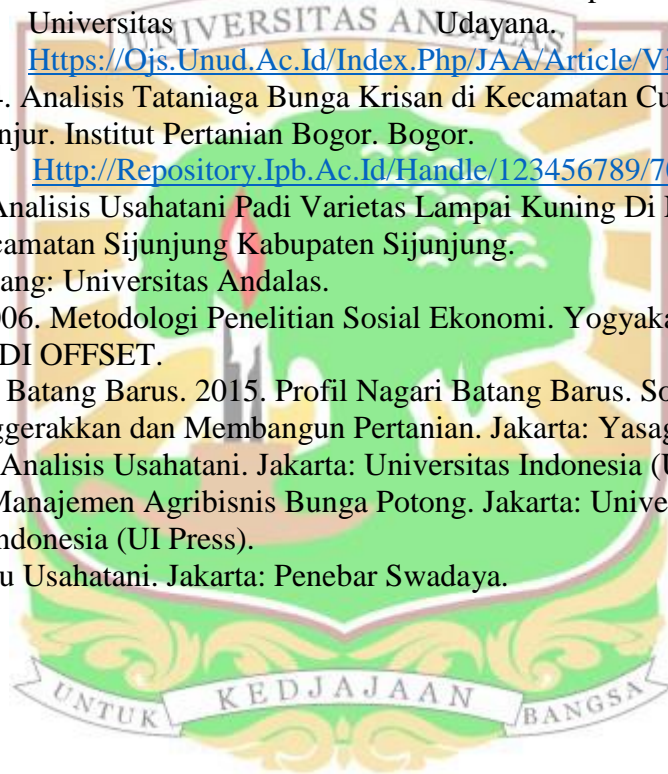 UNIVERSITAS ANDALAS
Universitas Udayana.
Https://Ojs.Unud.Ac.Id/Index.Php/JAA/Article/Vi
. Analisis Tataniaga Bunga Krisan di Kecamatan Cu
njur. Institut Pertanian Bogor. Bogor.
Http://Repository.Ipb.Ac.Id/Handle/123456789/70
Analisis Usahatani Padi Varietas Lampai Kuning Di
camatan Sijunjung Kabupaten Sijunjung.
ang: Universitas Andalas.
006. Metodologi Penelitian Sosial Ekonomi. Yogyaka
DI OFFSET.
Batang Barus. 2015. Profil Nagari Batang Barus. So
ggerakkan dan Membangun Pertanian. Jakarta: Yasag
Analisis Usahatani. Jakarta: Universitas Indonesia (U
Manajemen Agribisnis Bunga Potong. Jakarta: Unive
ndonesia (UI Press).
u Usahatani. Jakarta: Penebar Swadaya.
UNTUK KEDJAJAAN BANGSA